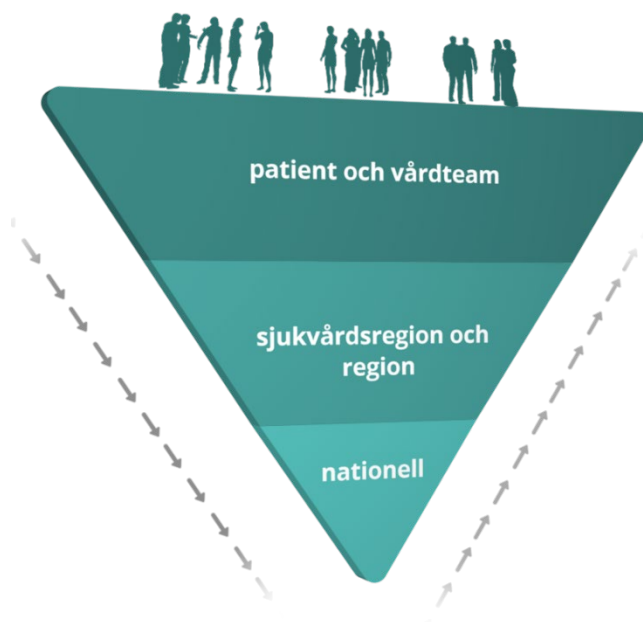 patient och vårdteam
sjukvårdsregion och
region
nationell